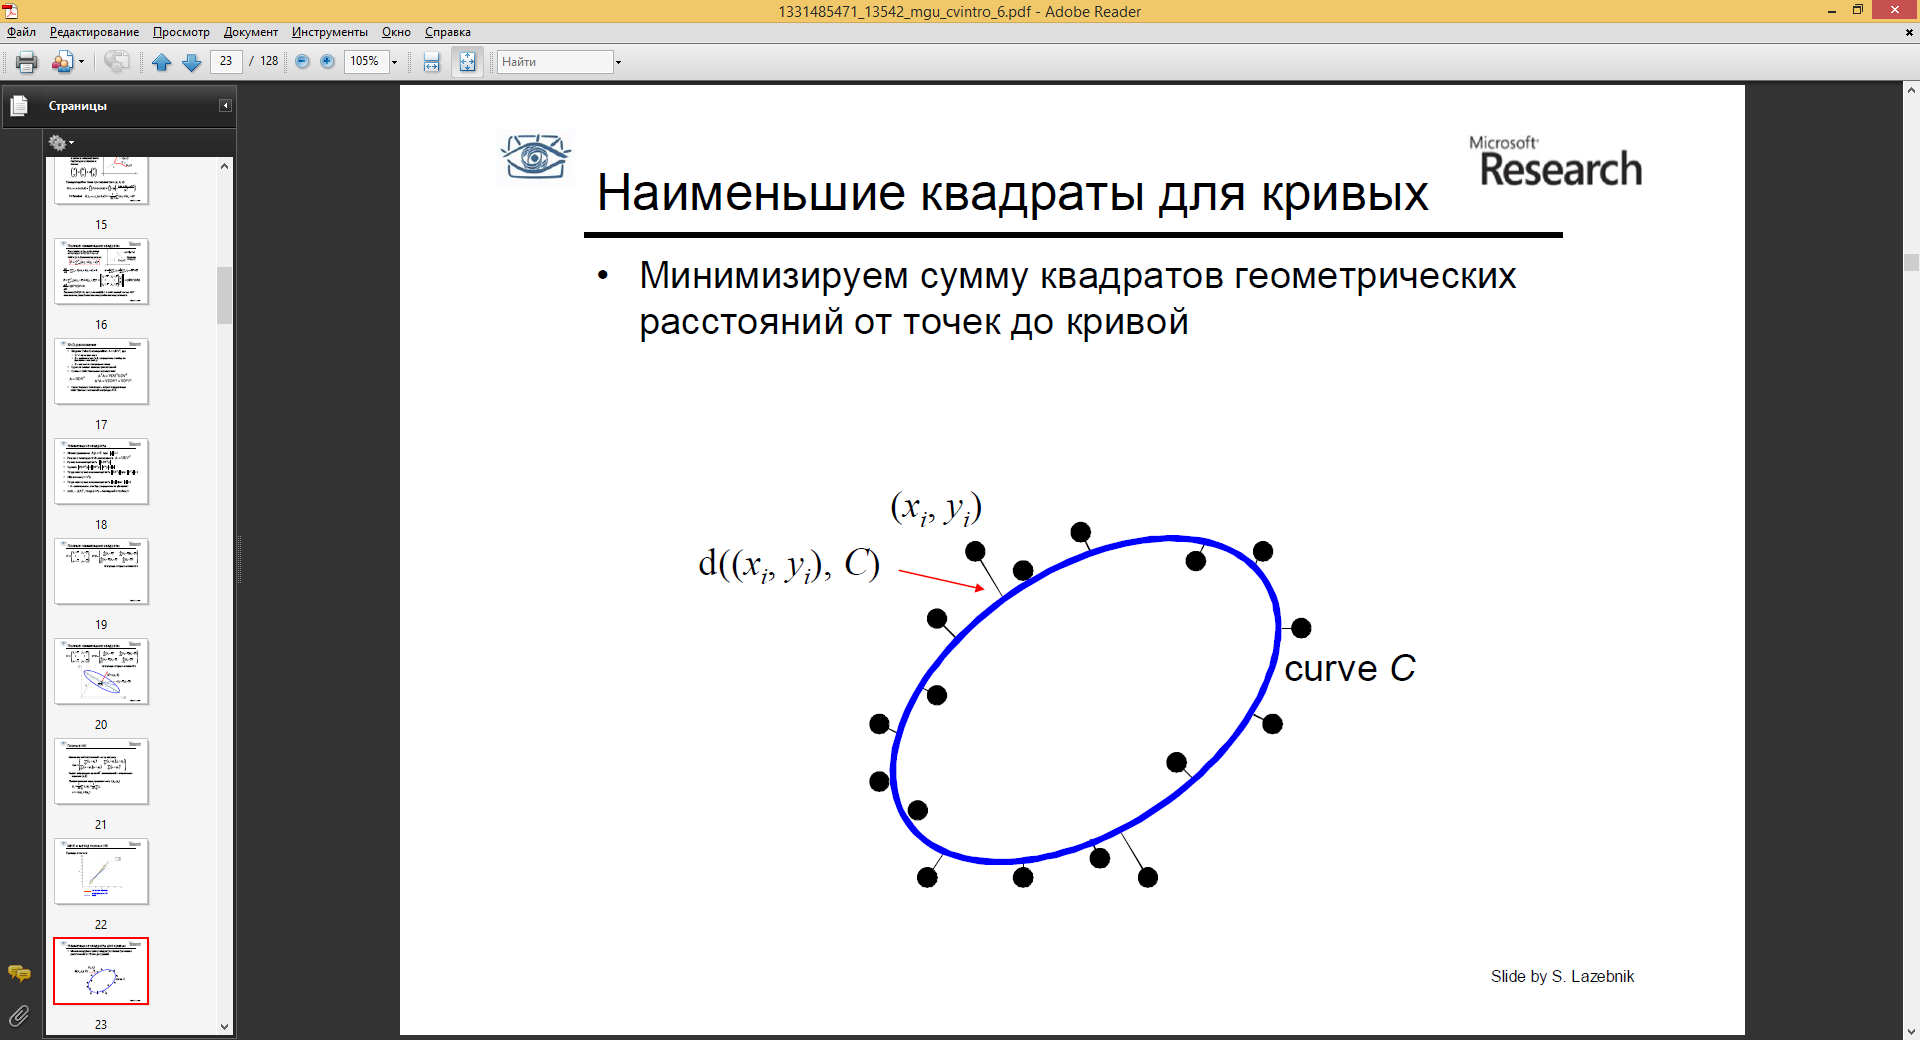 1331485471_13542_mgu_cvintro_6.pdf - Adobe Reader
Файл Редактирование Просмотр Документ Инструменты Окно Справка
23 / 128 105% Найти
Страницы
15
16
17
18
19
20
21
22
23
Microsoft
Research
Наименьшие квадраты для кривых
• Минимизируем сумму квадратов геометрических
расстояний от точек до кривой
(xᵢ, yᵢ)
d((xᵢ, yᵢ), C)
curve C
Slide by S. Lazebnik